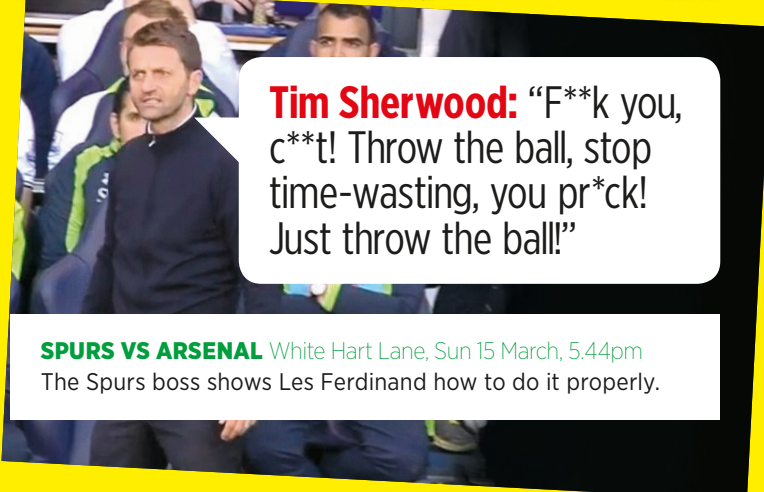 Tim Sherwood: “F**k you,
c**t! Throw the ball, stop
time-wasting, you pr*ck!
Just throw the ball!”
SPURS VS ARSENAL White Hart Lane, Sun 15 March, 5.44pm
The Spurs boss shows Les Ferdinand how to do it properly.